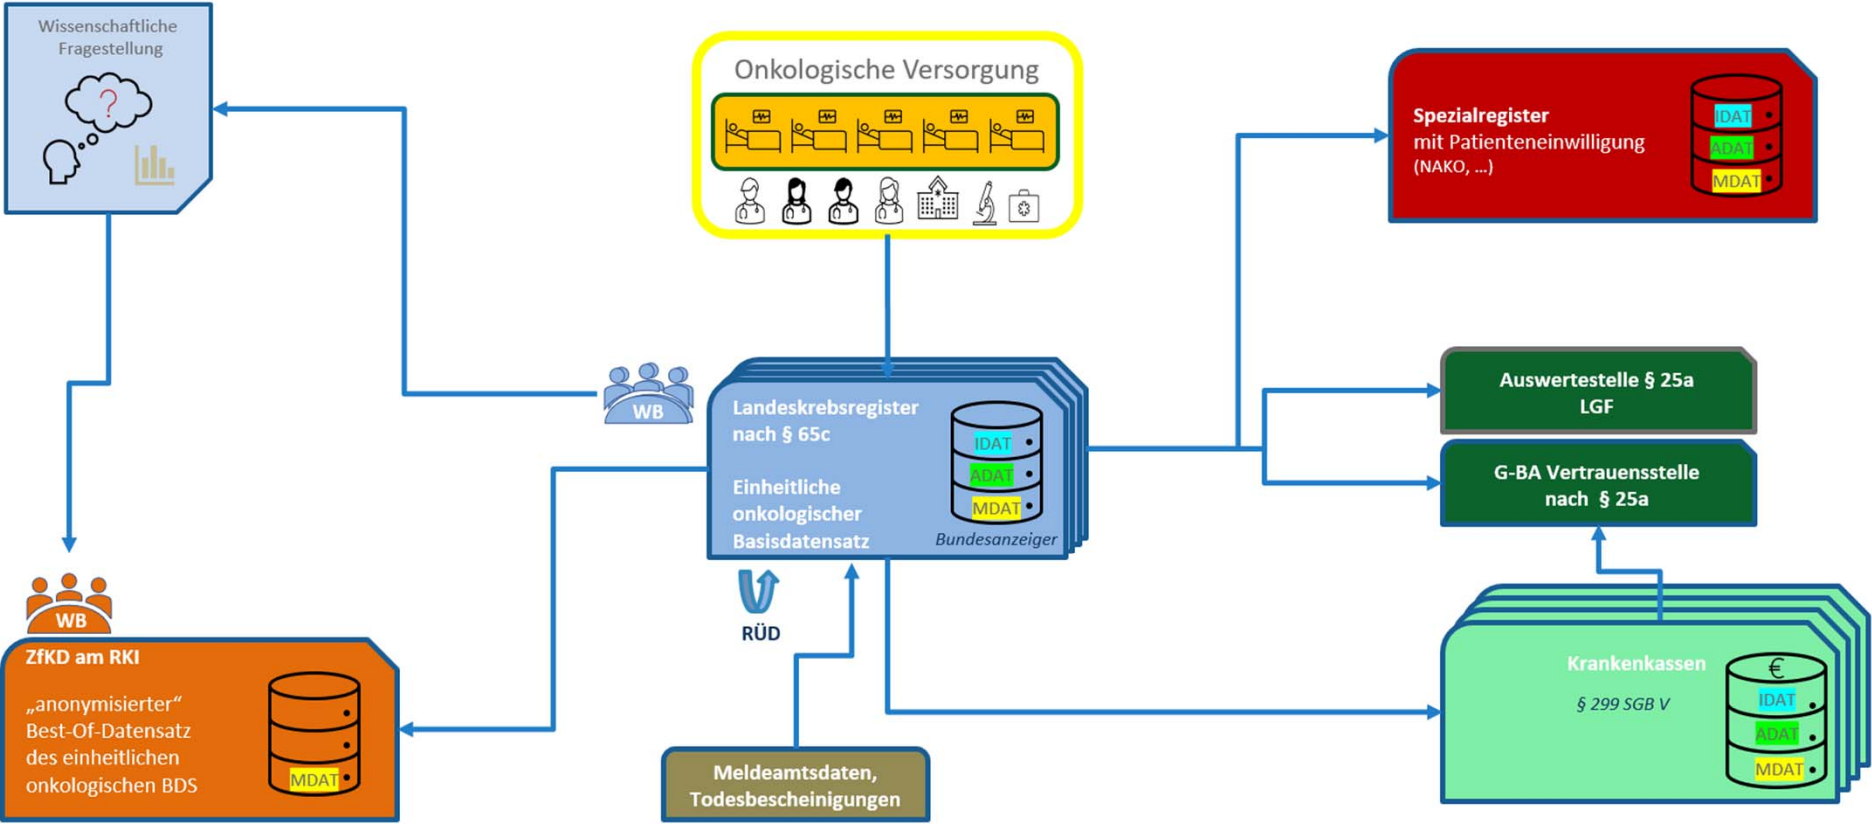 Wissenschaftliche
Fragestellung
?
Onkologische Versorgung
Spezialregister
mit Patienteneinwilligung
(NAKO, ...)
IDAT
ADAT
MDAT
WB
Landeskrebsregister
nach § 65c
Einheitliche
onkologischer
Basisdatensatz
IDAT
ADAT
MDAT
Bundesanzeiger
RÜD
Auswertestelle § 25a
LGF
G-BA Vertrauensstelle
nach § 25a
WB
ZfKD am RKI
„anonymisierter“
Best-Of-Datensatz
des einheitlichen
onkologischen BDS
MDAT
Meldeamtsdaten,
Todesbescheinigungen
Krankenkassen
§ 299 SGB V
€
IDAT
ADAT
MDAT